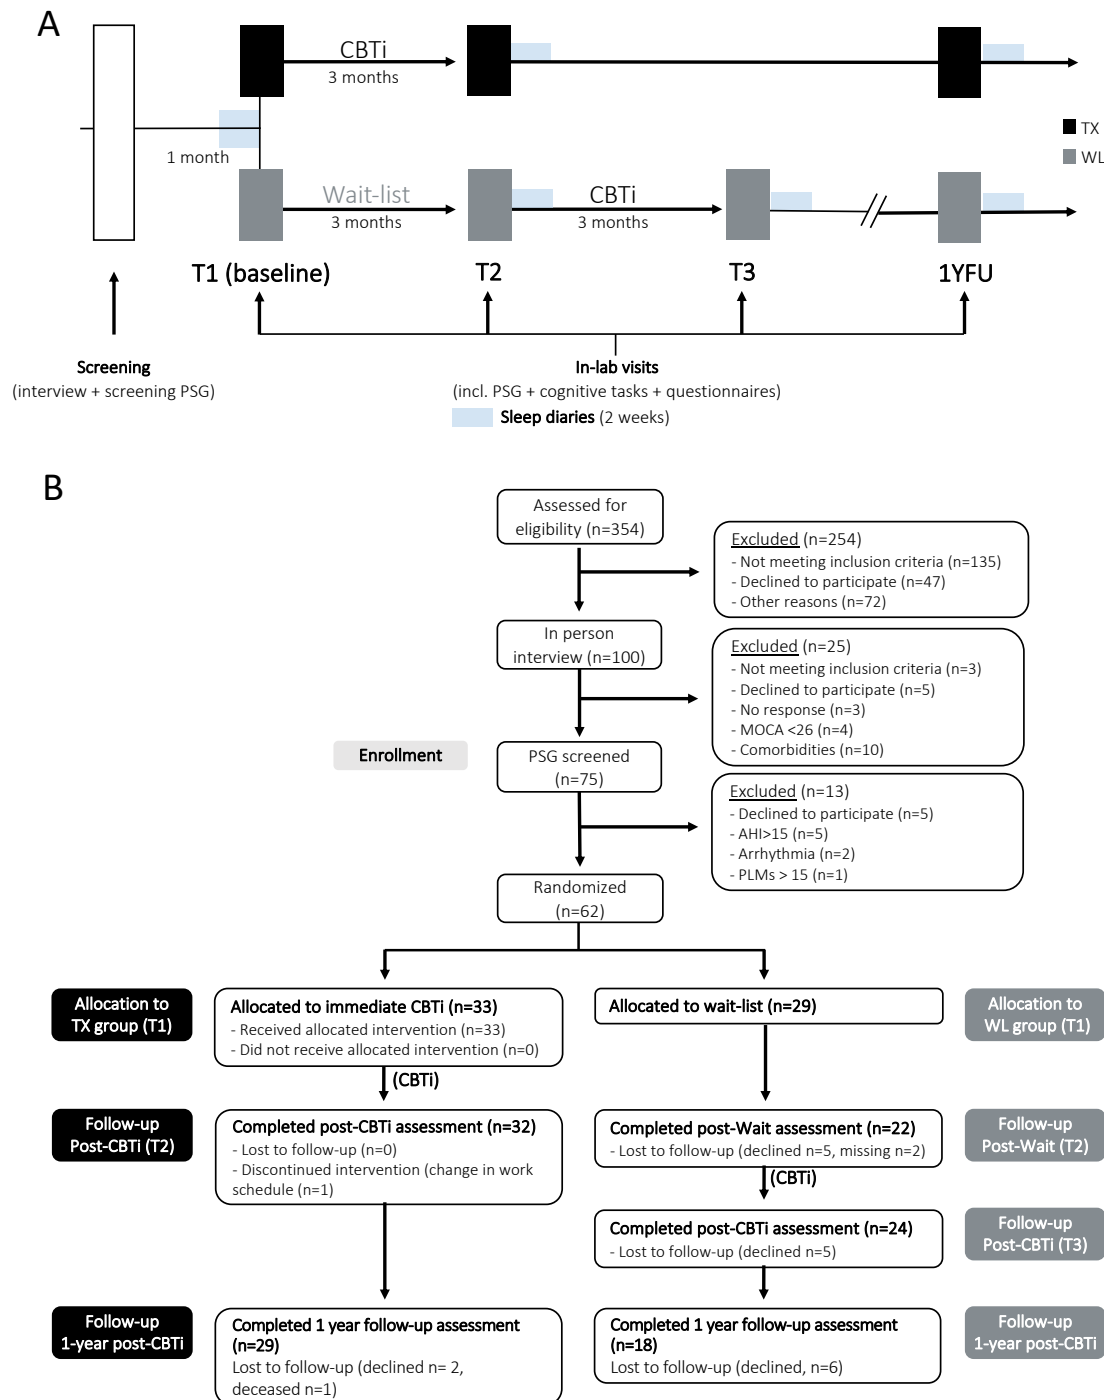 A
CBTi
3 months
TX
WL
1 month
Wait-list
3 months
CBTi
3 months
T1 (baseline)
T2
T3
1YFU
Screening
(interview + screening PSG)
In-lab visits
(incl. PSG + cognitive tasks + questionnaires)
Sleep diaries (2 weeks)
B
Assessed for
eligibility (n=354)
Excluded (n=254)
- Not meeting inclusion criteria (n=135)
- Declined to participate (n=47)
- Other reasons (n=72)
In person
interview (n=100)
Excluded (n=25)
- Not meeting inclusion criteria (n=3)
- Declined to participate (n=5)
- No response (n=3)
- MOCA <26 (n=4)
- Comorbidities (n=10)
Enrollment
PSG screened
(n=75)
Excluded (n=13)
- Declined to participate (n=5)
- AHI>15 (n=5)
- Arrhythmia (n=2)
- PLMs > 15 (n=1)
Randomized
(n=62)
Allocation to
TX group (T1)
Allocated to immediate CBTi (n=33)
- Received allocated intervention (n=33)
- Did not receive allocated intervention (n=0)
Allocated to wait-list (n=29)
Allocation to
WL group (T1)
(CBTi)
Follow-up
Post-CBTi (T2)
Completed post-CBTi assessment (n=32)
- Lost to follow-up (n=0)
- Discontinued intervention (change in work
schedule (n=1)
Completed post-Wait assessment (n=22)
- Lost to follow-up (declined n=5, missing n=2)
Follow-up
Post-Wait (T2)
(CBTi)
Completed post-CBTi assessment (n=24)
- Lost to follow-up (declined n=5)
Follow-up
Post-CBTi (T3)
Follow-up
1-year post-CBTi
Completed 1 year follow-up assessment
(n=29)
Lost to follow-up (declined n= 2,
deceased n=1)
Completed 1 year follow-up assessment
(n=18)
Lost to follow-up (declined, n=6)
Follow-up
1-year post-CBTi